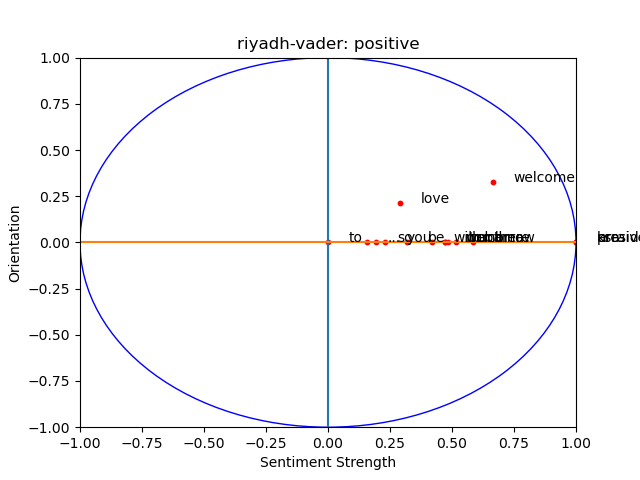 riyadh-vader: positive
1.00
0.75
0.50
0.25
0.00
−0.25
−0.50
−0.75
−1.00
Orientation
welcome
love
to
...
so
you
be
−1.00
−0.75
−0.50
−0.25
0.00
0.25
0.50
0.75
1.00
Sentiment Strength